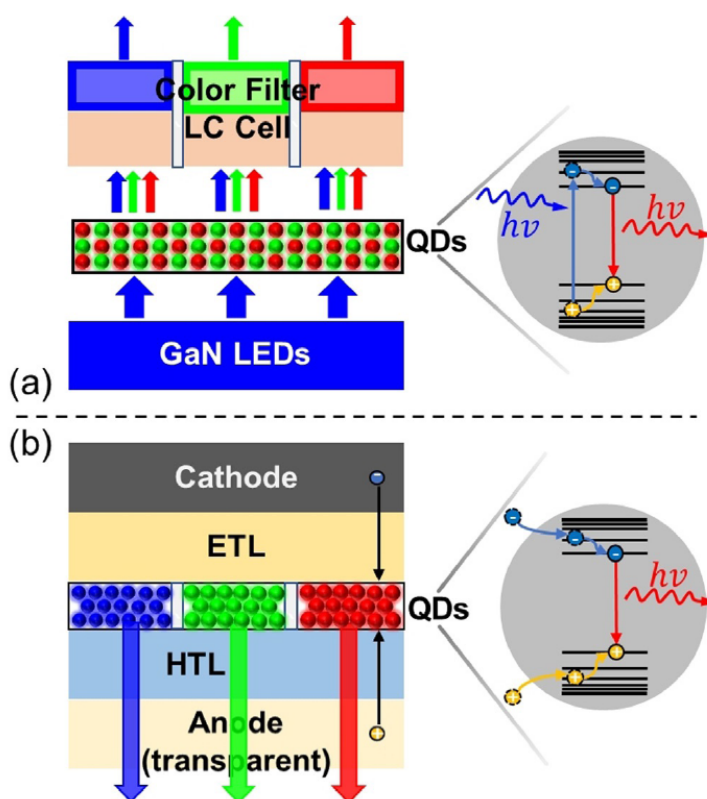 Color Filter
LC Cell
QDs
hν
hν
GaN LEDs
(a)
(b)
Cathode
ETL
QDs
hν
HTL
Anode
(transparent)